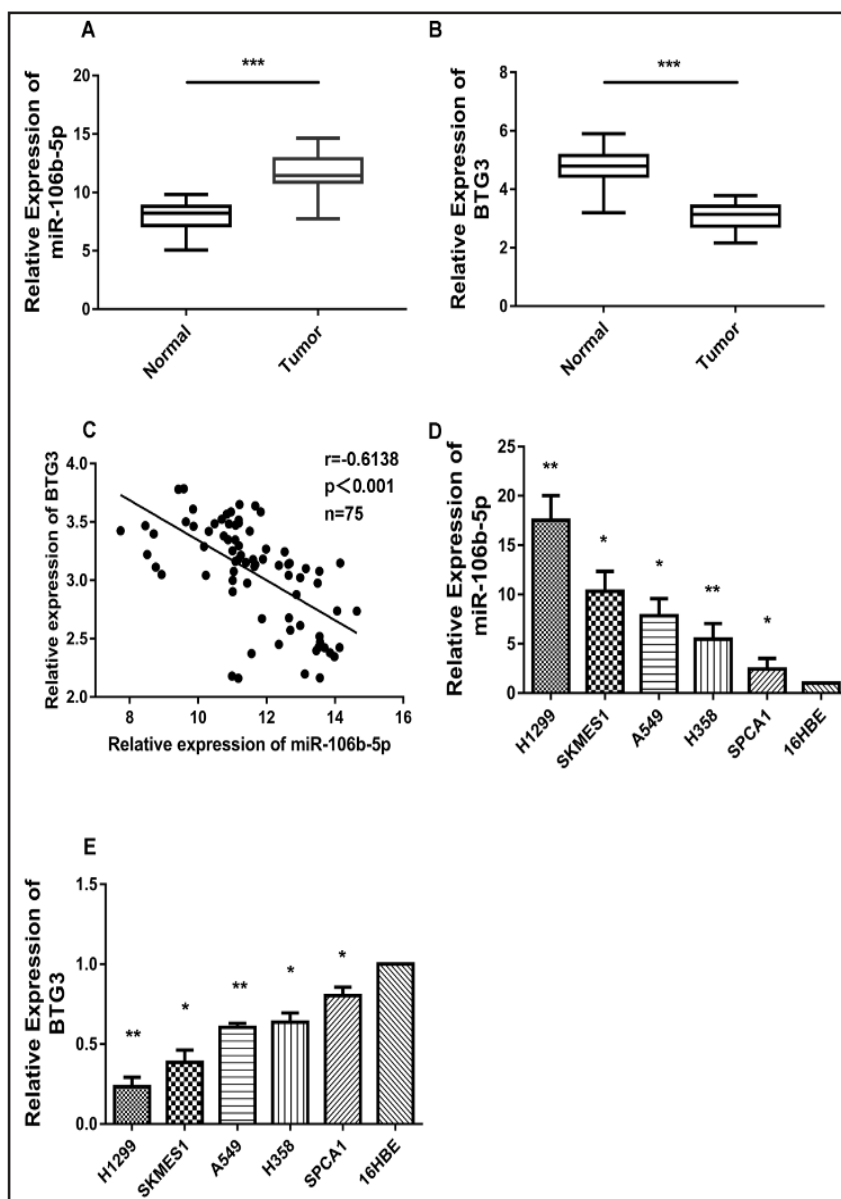 A
Relative Expression of
miR-106b-5p
20
15
10
5
0
***
Normal
Tumor
B
Relative Expression of
BTG3
8
6
4
2
0
***
Normal
Tumor
C
Relative expression of BTG3
4.0
3.5
3.0
2.5
2.0
r=-0.6138
p<0.001
n=75
8
10
12
14
16
Relative expression of miR-106b-5p
D
Relative Expression of
miR-106b-5p
25
20
15
10
5
0
**
*
*
**
*
H1299
SKMES1
A549
H358
SPCA1
16HBE
E
Relative Expression of
BTG3
1.5
1.0
0.5
0.0
**
*
**
*
*
H1299
SKMES1
A549
H358
SPCA1
16HBE